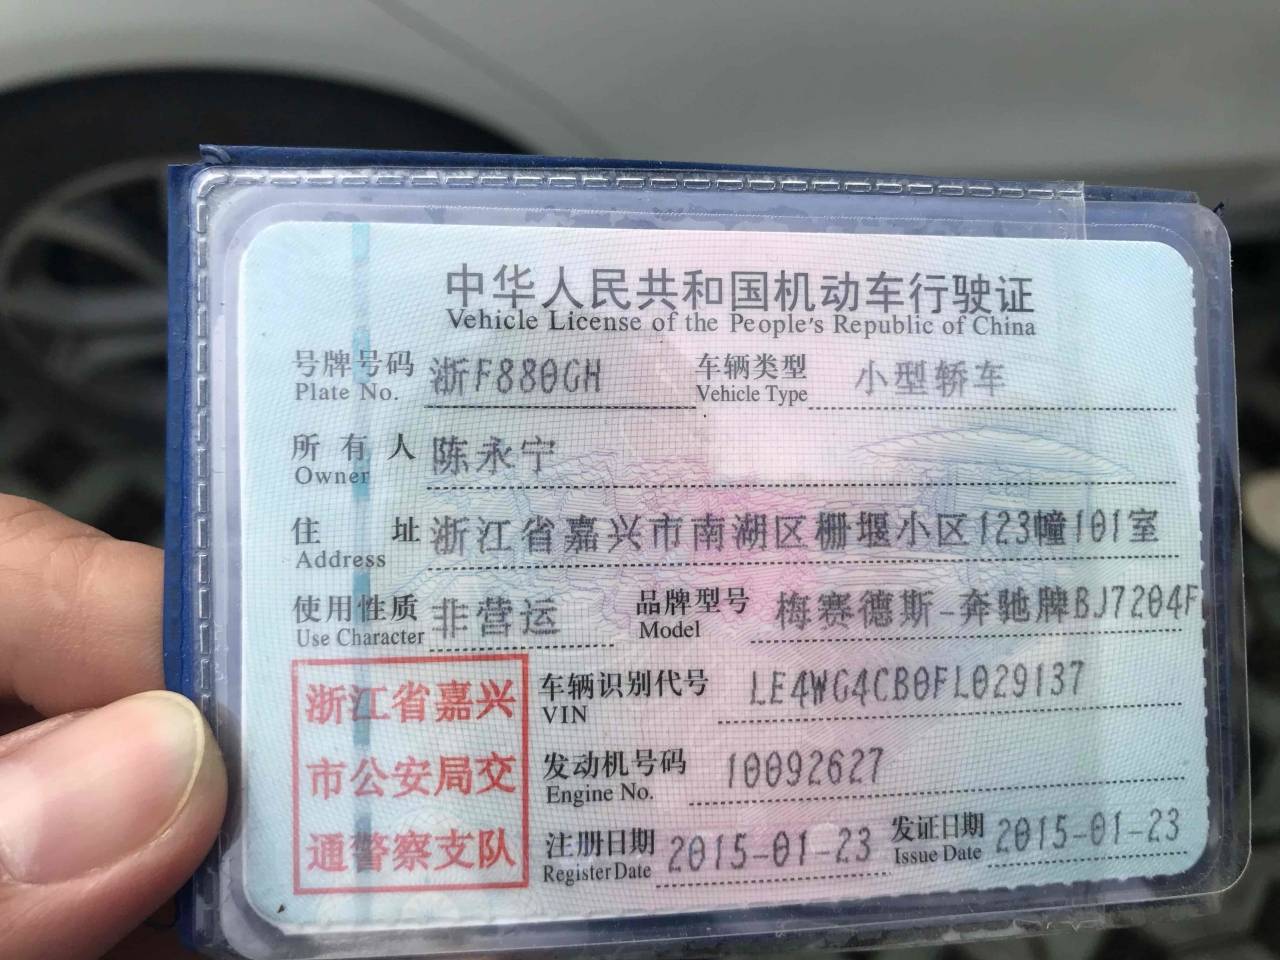 中华人民共和国机动车行驶证
Vehicle License of the People's Republic of China
号牌号码 浙F880GH 车辆类型 小型轿车
Plate No. Vehicle Type
所有人 陈永宁
Owner
住址 浙江省嘉兴市南湖区栅堰小区123幢101室
Address
使用性质 非营运 品牌型号 梅赛德斯-奔驰牌BJ7204F
Use Character Model
浙江省嘉兴
市公安局交
通警察支队
车辆识别代号 LE4WG4CB0FL029137
VIN
发动机号码 10092627
Engine No.
注册日期 2015-01-23 发证日期 2015-01-23
Register Date Issue Date